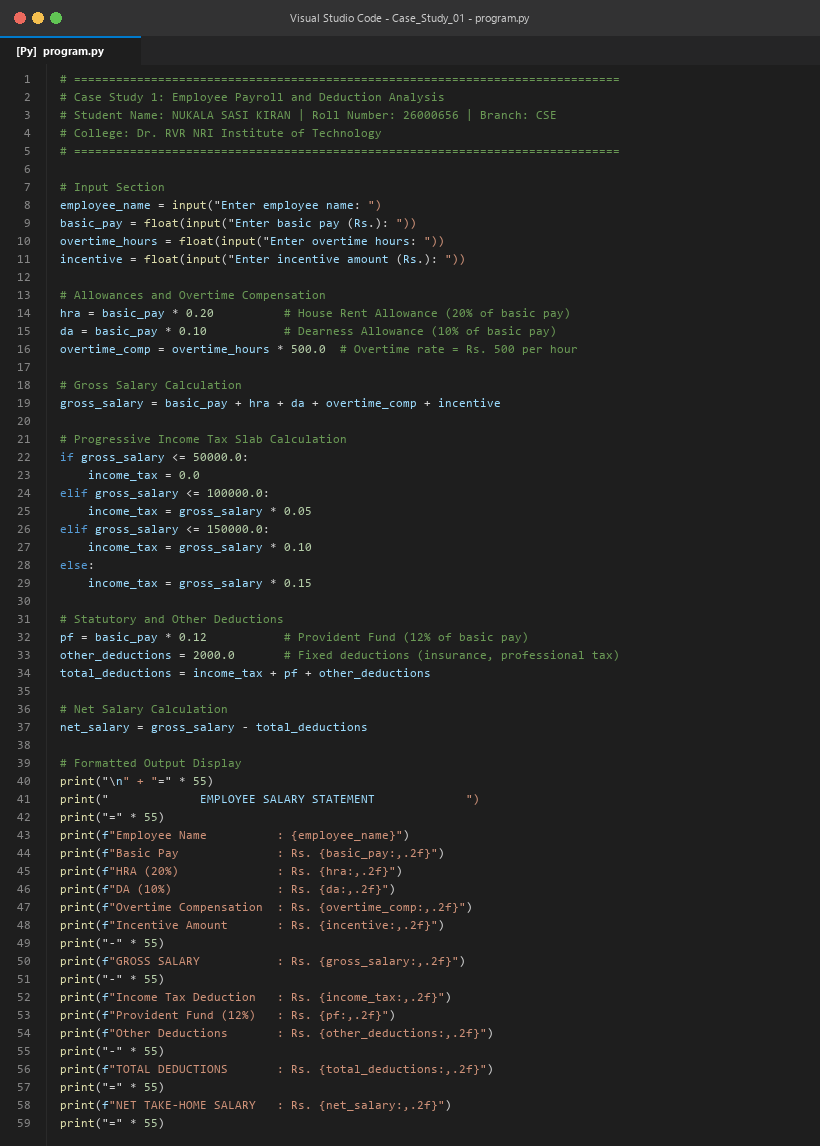 Visual Studio Code - Case_Study_01 - program.py
[Py] program.py
1 # ==============================================================================
2 # Case Study 1: Employee Payroll and Deduction Analysis
3 # Student Name: NUKALA SASI KIRAN | Roll Number: 26000656 | Branch: CSE
4 # College: Dr. RVR NRI Institute of Technology
5 # ==============================================================================
6
7 # Input Section
8 employee_name = input("Enter employee name: ")
9 basic_pay = float(input("Enter basic pay (Rs.): "))
10 overtime_hours = float(input("Enter overtime hours: "))
11 incentive = float(input("Enter incentive amount (Rs.): "))
12
13 # Allowances and Overtime Compensation
14 hra = basic_pay * 0.20          # House Rent Allowance (20% of basic pay)
15 da = basic_pay * 0.10           # Dearness Allowance (10% of basic pay)
16 overtime_comp = overtime_hours * 500.0  # Overtime rate = Rs. 500 per hour
17
18 # Gross Salary Calculation
19 gross_salary = basic_pay + hra + da + overtime_comp + incentive
20
21 # Progressive Income Tax Slab Calculation
22 if gross_salary <= 50000.0:
23     income_tax = 0.0
24 elif gross_salary <= 100000.0:
25     income_tax = gross_salary * 0.05
26 elif gross_salary <= 150000.0:
27     income_tax = gross_salary * 0.10
28 else:
29     income_tax = gross_salary * 0.15
30
31 # Statutory and Other Deductions
32 pf = basic_pay * 0.12           # Provident Fund (12% of basic pay)
33 other_deductions = 2000.0       # Fixed deductions (insurance, professional tax)
34 total_deductions = income_tax + pf + other_deductions
35
36 # Net Salary Calculation
37 net_salary = gross_salary - total_deductions
38
39 # Formatted Output Display
40 print("\n" + "=" * 55)
41 print("             EMPLOYEE SALARY STATEMENT             ")
42 print("=" * 55)
43 print(f"Employee Name          : {employee_name}")
44 print(f"Basic Pay              : Rs. {basic_pay:,.2f}")
45 print(f"HRA (20%)              : Rs. {hra:,.2f}")
46 print(f"DA (10%)               : Rs. {da:,.2f}")
47 print(f"Overtime Compensation  : Rs. {overtime_comp:,.2f}")
48 print(f"Incentive Amount       : Rs. {incentive:,.2f}")
49 print("-" * 55)
50 print(f"GROSS SALARY           : Rs. {gross_salary:,.2f}")
51 print("-" * 55)
52 print(f"Income Tax Deduction   : Rs. {income_tax:,.2f}")
53 print(f"Provident Fund (12%)   : Rs. {pf:,.2f}")
54 print(f"Other Deductions       : Rs. {other_deductions:,.2f}")
55 print("-" * 55)
56 print(f"TOTAL DEDUCTIONS       : Rs. {total_deductions:,.2f}")
57 print("=" * 55)
58 print(f"NET TAKE-HOME SALARY   : Rs. {net_salary:,.2f}")
59 print("=" * 55)